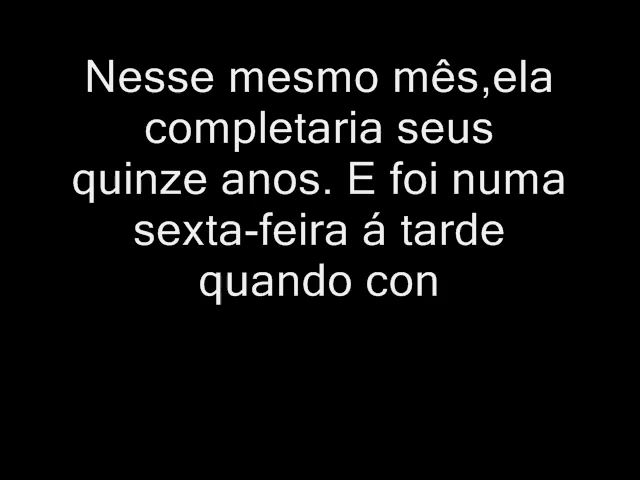 Nesse mesmo mês,ela
completaria seus
quinze anos. E foi numa
sexta-feira á tarde
quando con